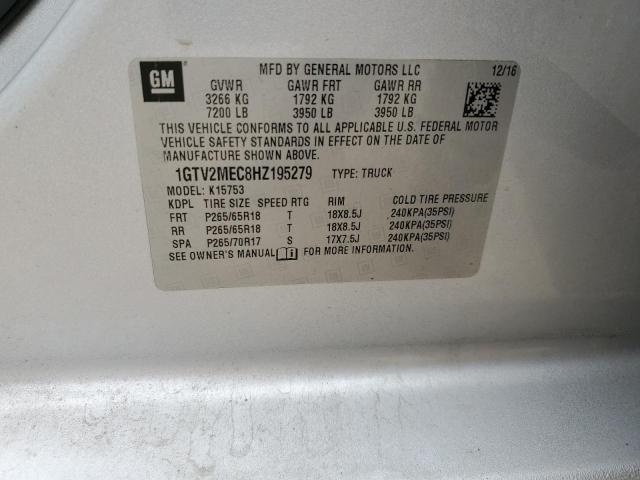 GM
MFD BY GENERAL MOTORS LLC 12/16
GVWR GAWR FRT GAWR RR
3266 KG 1792 KG 1792 KG
7200 LB 3950 LB 3950 LB
THIS VEHICLE CONFORMS TO ALL APPLICABLE U.S. FEDERAL MOTOR
VEHICLE SAFETY STANDARDS IN EFFECT ON THE DATE OF
MANUFACTURE SHOWN ABOVE.
1GTV2MEC8HZ195279 TYPE: TRUCK
MODEL: K15753
KDPL TIRE SIZE SPEED RTG RIM COLD TIRE PRESSURE
FRT P265/65R18 T 18X8.5J 240KPA(35PSI)
RR P265/65R18 T 18X8.5J 240KPA(35PSI)
SPA P265/70R17 S 17X7.5J 240KPA(35PSI)
SEE OWNER'S MANUAL FOR MORE INFORMATION.